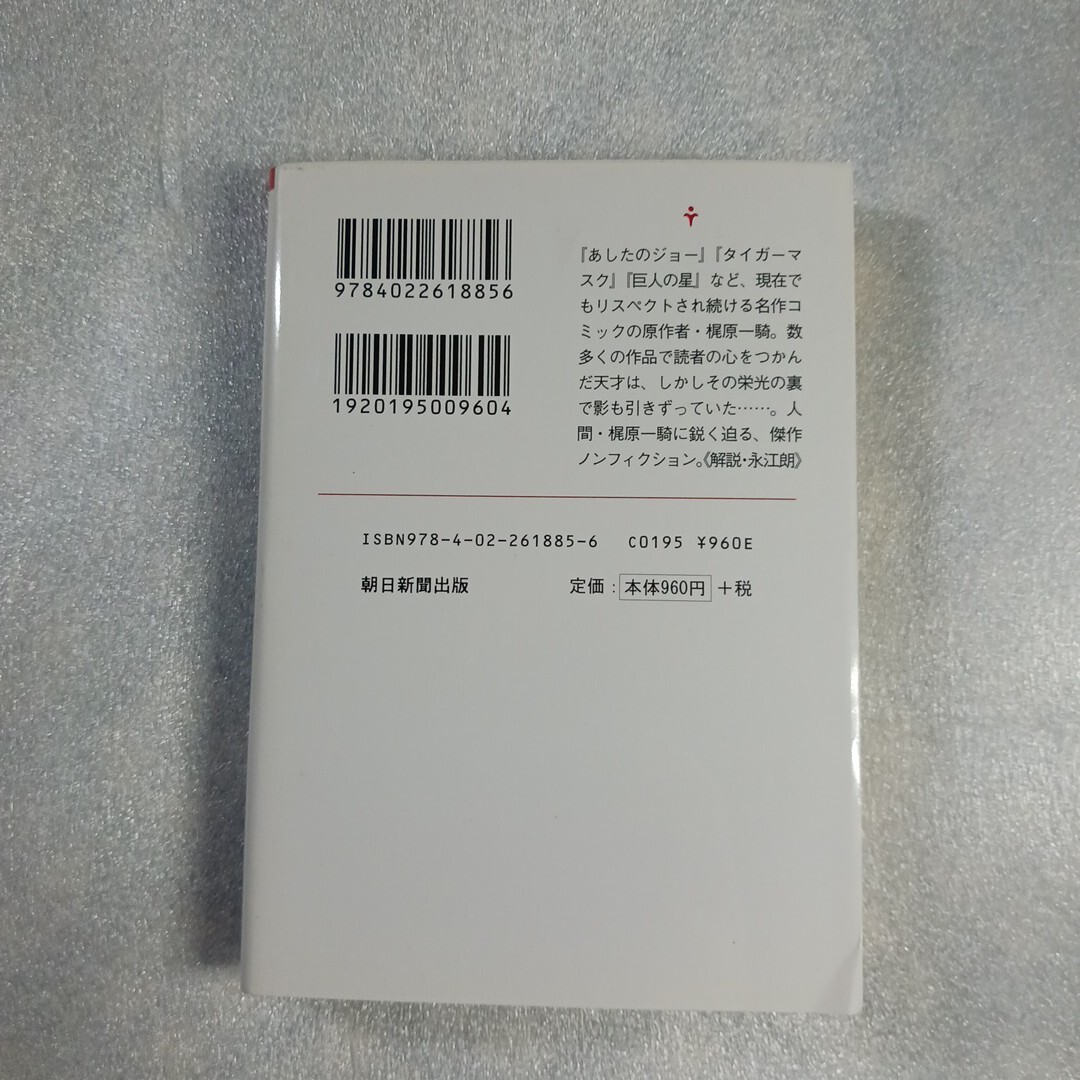 9784022618856
1920195009604
『あしたのジョー』『タイガーマ
スク』『巨人の星』など、現在で
もリスペクトされ続ける名作コ
ミックの原作者・梶原一騎。数
多くの作品で読者の心をつかん
だ天才は、しかしその栄光の裏
で影も引きずっていた……。人
間・梶原一騎に鋭く迫る、傑作
ノンフィクション。《解説・永江朗》
ISBN978-4-02-261885-6 C0195 ¥960E
朝日新聞出版 定価：本体960円＋税